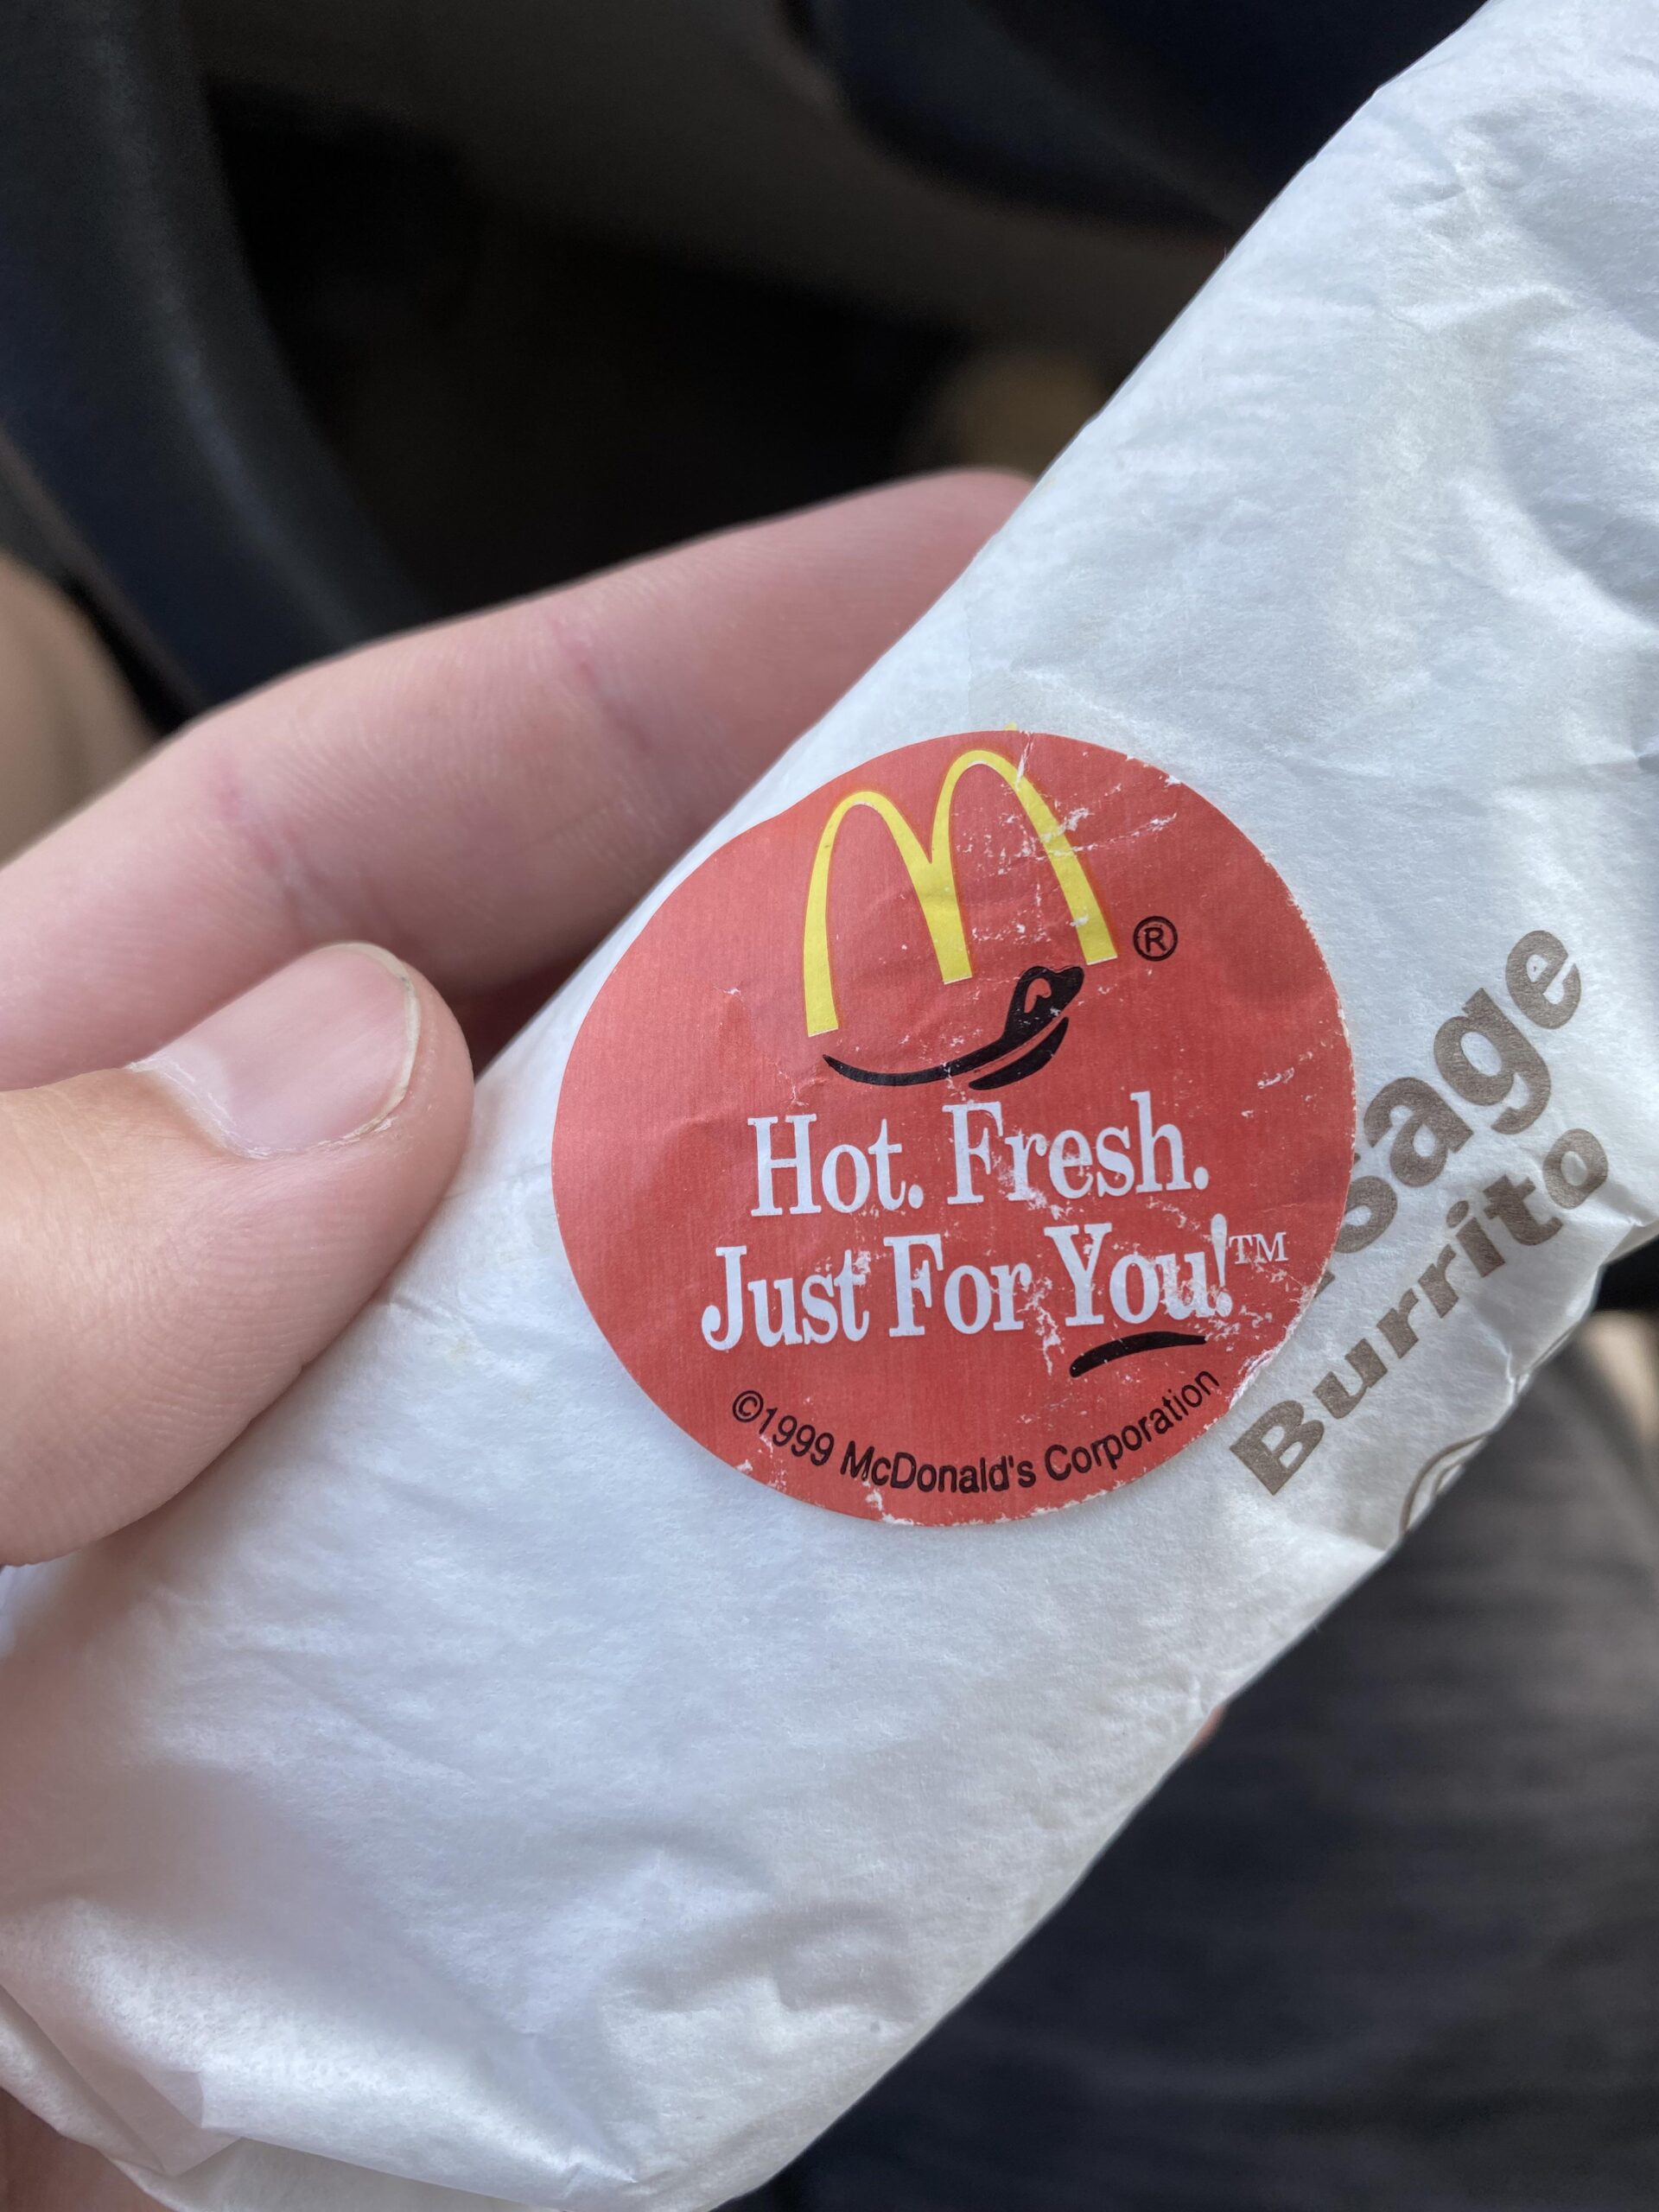 ®
Hot. Fresh.
Just For You!™
©1999 McDonald's Corporation
Burrito